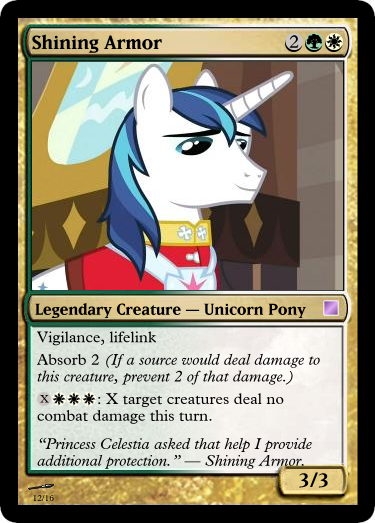 Shining Armor 2
Legendary Creature — Unicorn Pony
Vigilance, lifelink
Absorb 2 (If a source would deal damage to
this creature, prevent 2 of that damage.)
X: X target creatures deal no
combat damage this turn.
“Princess Celestia asked that help I provide
additional protection.” — Shining Armor.
3/3
12/16